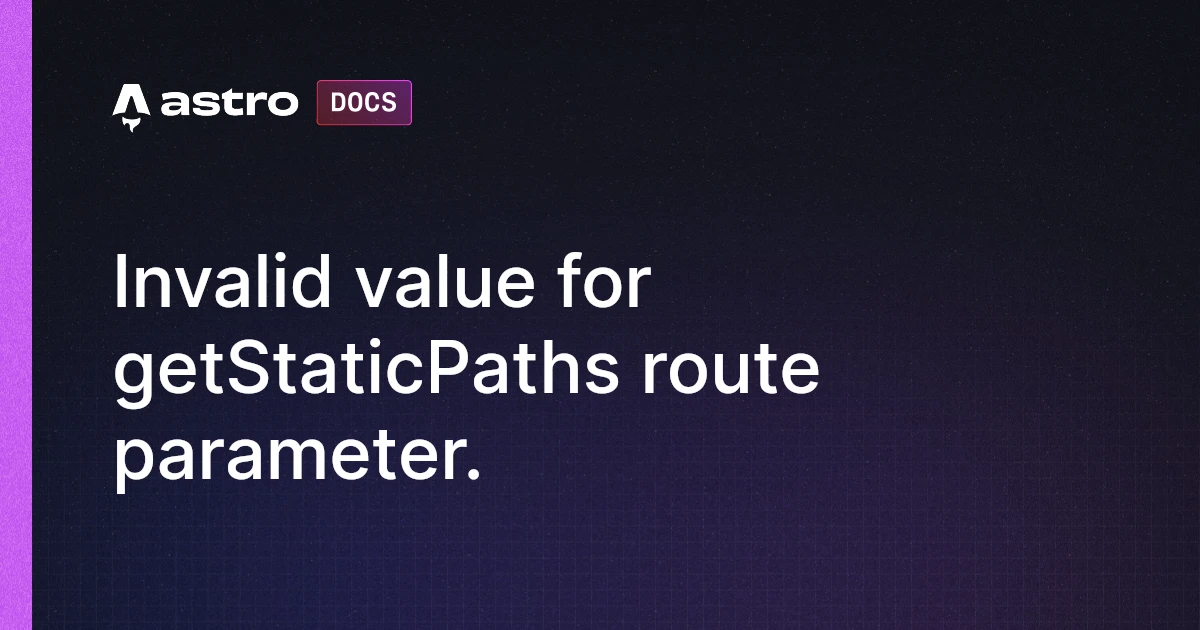 astro DOCS
Invalid value for
getStaticPaths route
parameter.